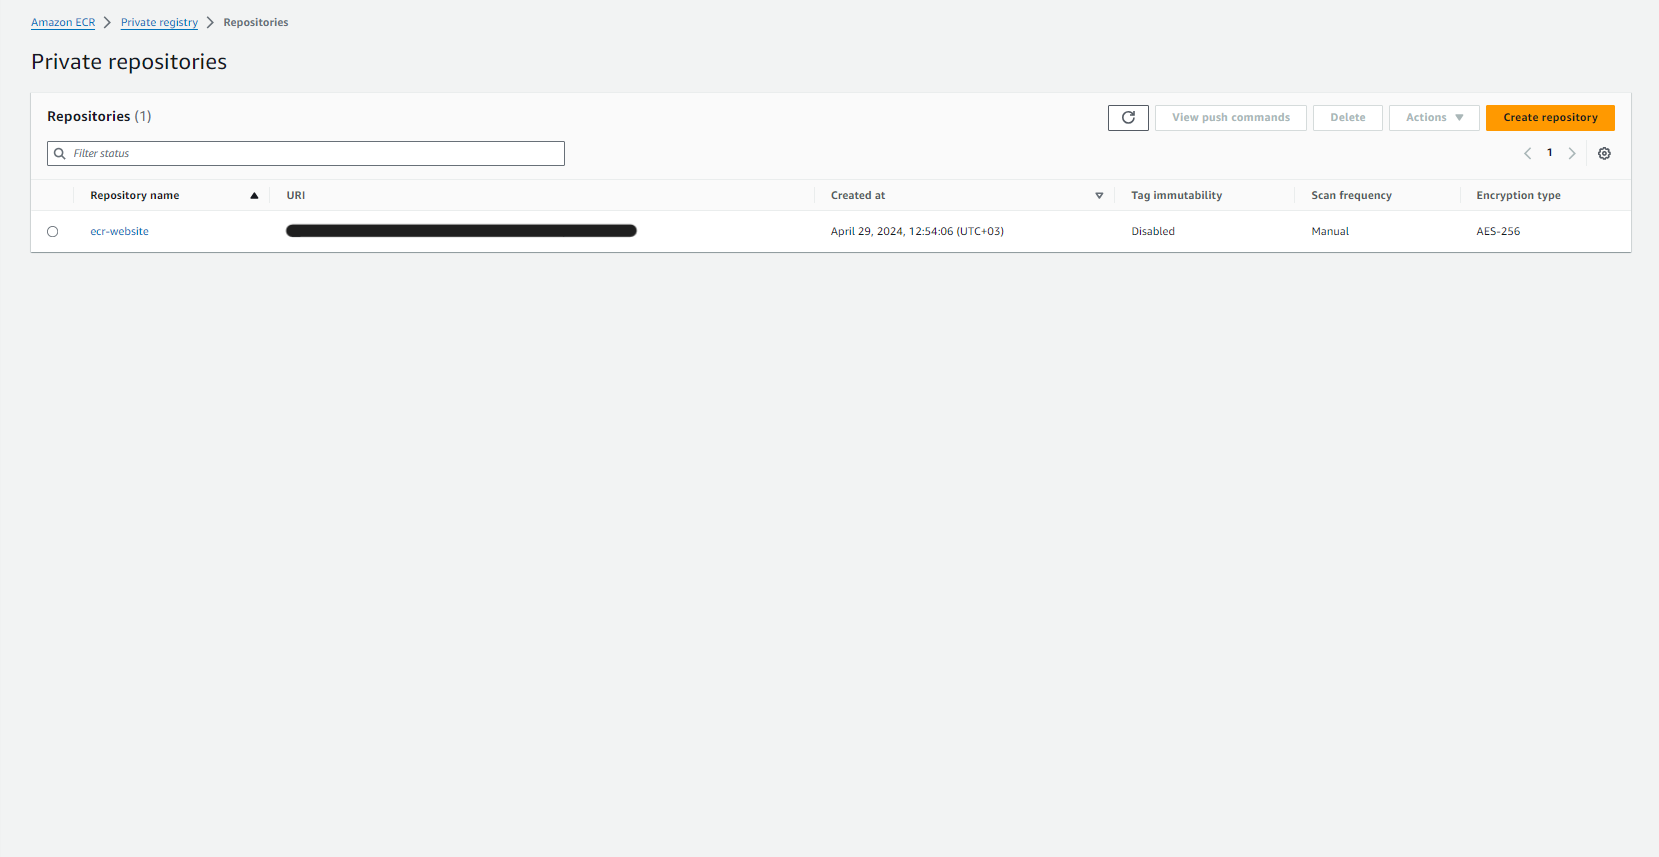 Amazon ECR > Private registry > Repositories
Private repositories
Repositories (1)
View push commands
Delete
Actions
Create repository
Filter status
1
Repository name URI Created at Tag immutability Scan frequency Encryption type
ecr-website April 29, 2024, 12:54:06 (UTC+03) Disabled Manual AES-256